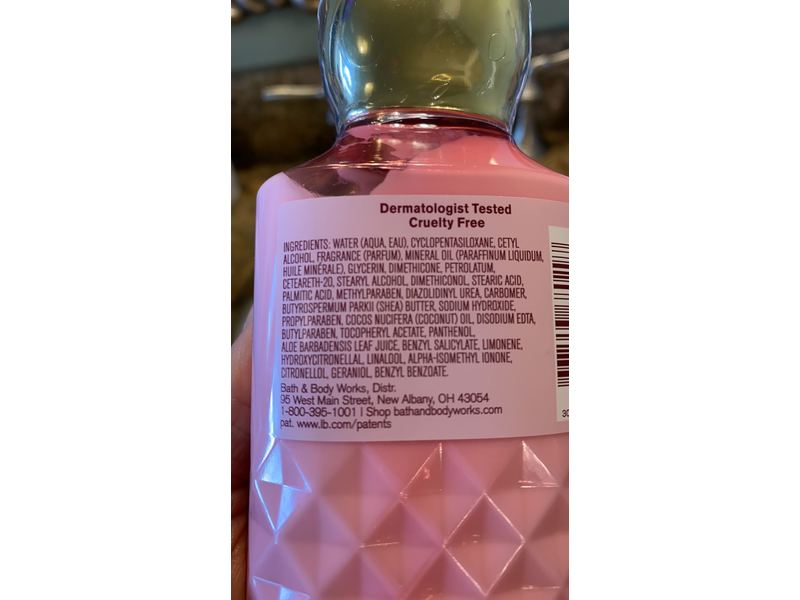 Dermatologist Tested
Cruelty Free
INGREDIENTS: WATER (AQUA, EAU), CYCLOPENTASILOXANE, CETYL
ALCOHOL, FRAGRANCE (PARFUM), MINERAL OIL (PARAFFINUM LIQUIDUM,
HUILE MINÉRALE), GLYCERIN, DIMETHICONE, PETROLATUM,
CETEARETH-20, STEARYL ALCOHOL, DIMETHICONOL, STEARIC ACID,
PALMITIC ACID, METHYLPARABEN, DIAZOLIDINYL UREA, CARBOMER,
BUTYROSPERMUM PARKII (SHEA) BUTTER, SODIUM HYDROXIDE,
PROPYLPARABEN, COCOS NUCIFERA (COCONUT) OIL, DISODIUM EDTA,
BUTYLPARABEN, TOCOPHERYL ACETATE, PANTHENOL,
ALOE BARBADENSIS LEAF JUICE, BENZYL SALICYLATE, LIMONENE,
HYDROXYCITRONELLAL, LINALOOL, ALPHA-ISOMETHYL IONONE,
CITRONELLOL, GERANIOL, BENZYL BENZOATE.
Bath & Body Works, Distr.
95 West Main Street, New Albany, OH 43054
1-800-395-1001 | Shop bathandbodyworks.com
pat. www.lb.com/patents
30